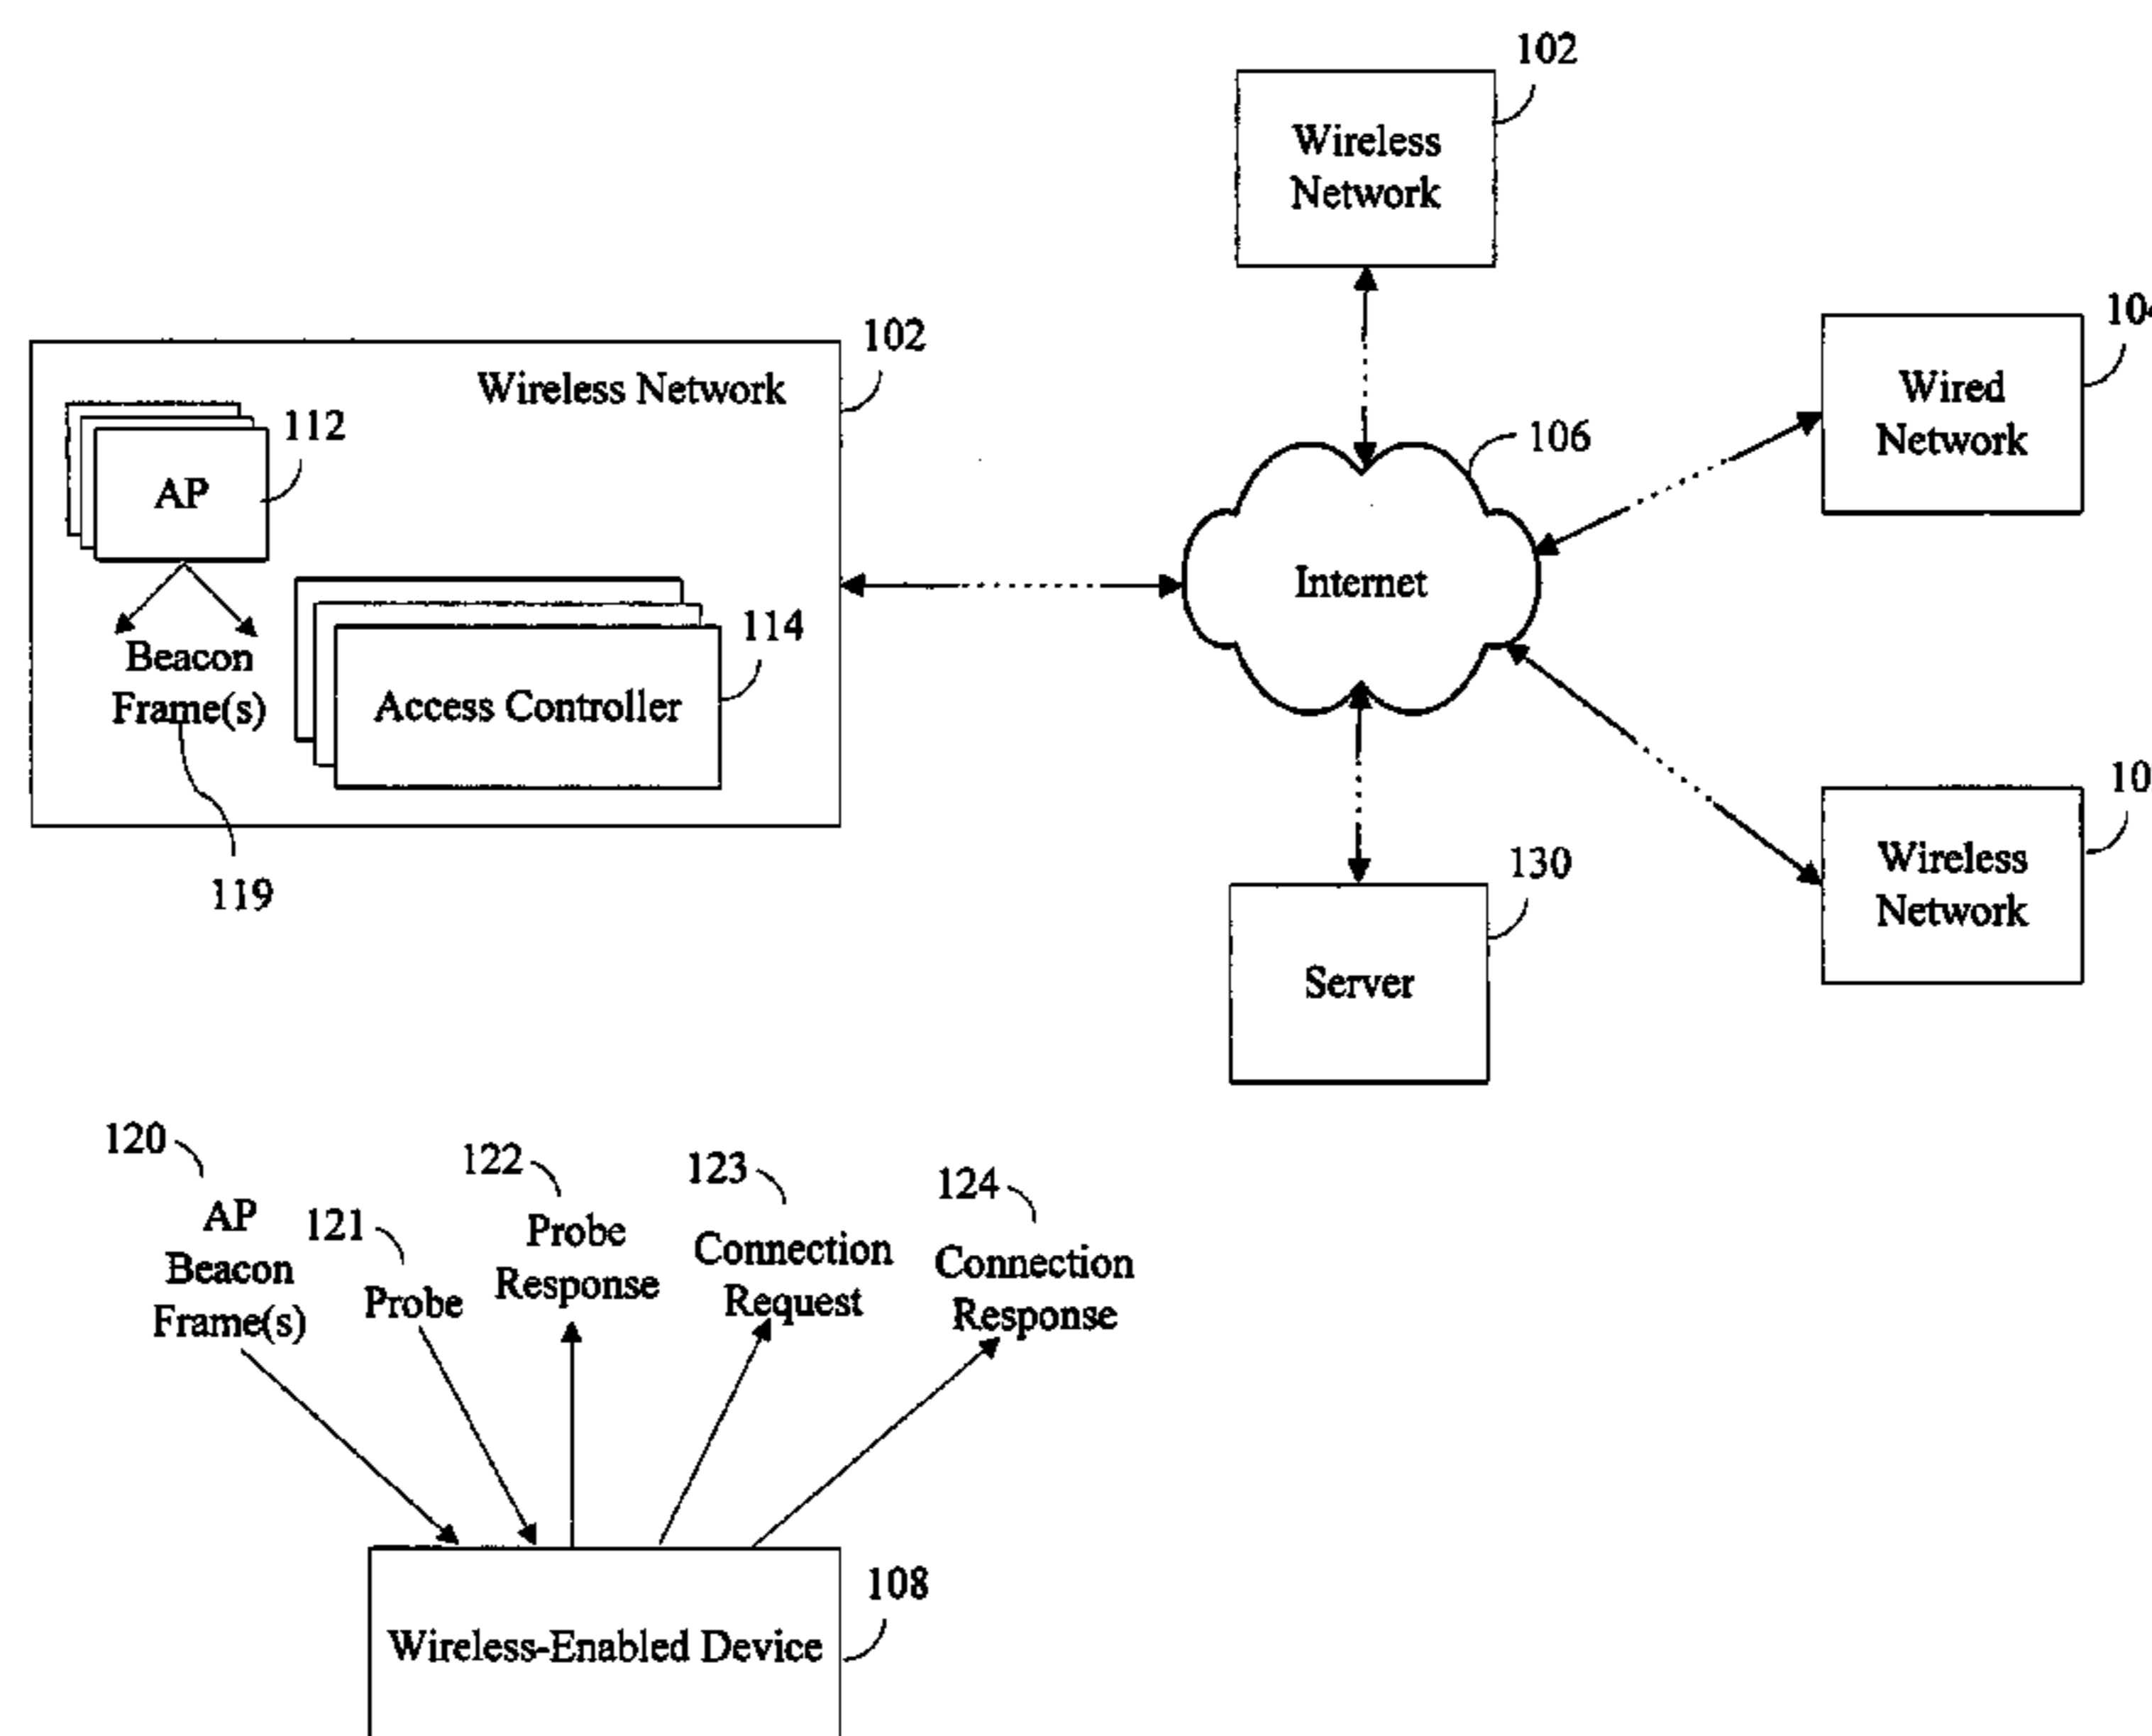 102
Wireless
Network
102
Wireless Network
112
AP
Beacon
Frame(s)
114
Access Controller
119
106
Internet
Wired
Network
Wireless
Network
130
Server
120
AP
Beacon
Frame(s)
121
Probe
122
Probe
Response
123
Connection
Request
124
Connection
Response
108
Wireless-Enabled Device